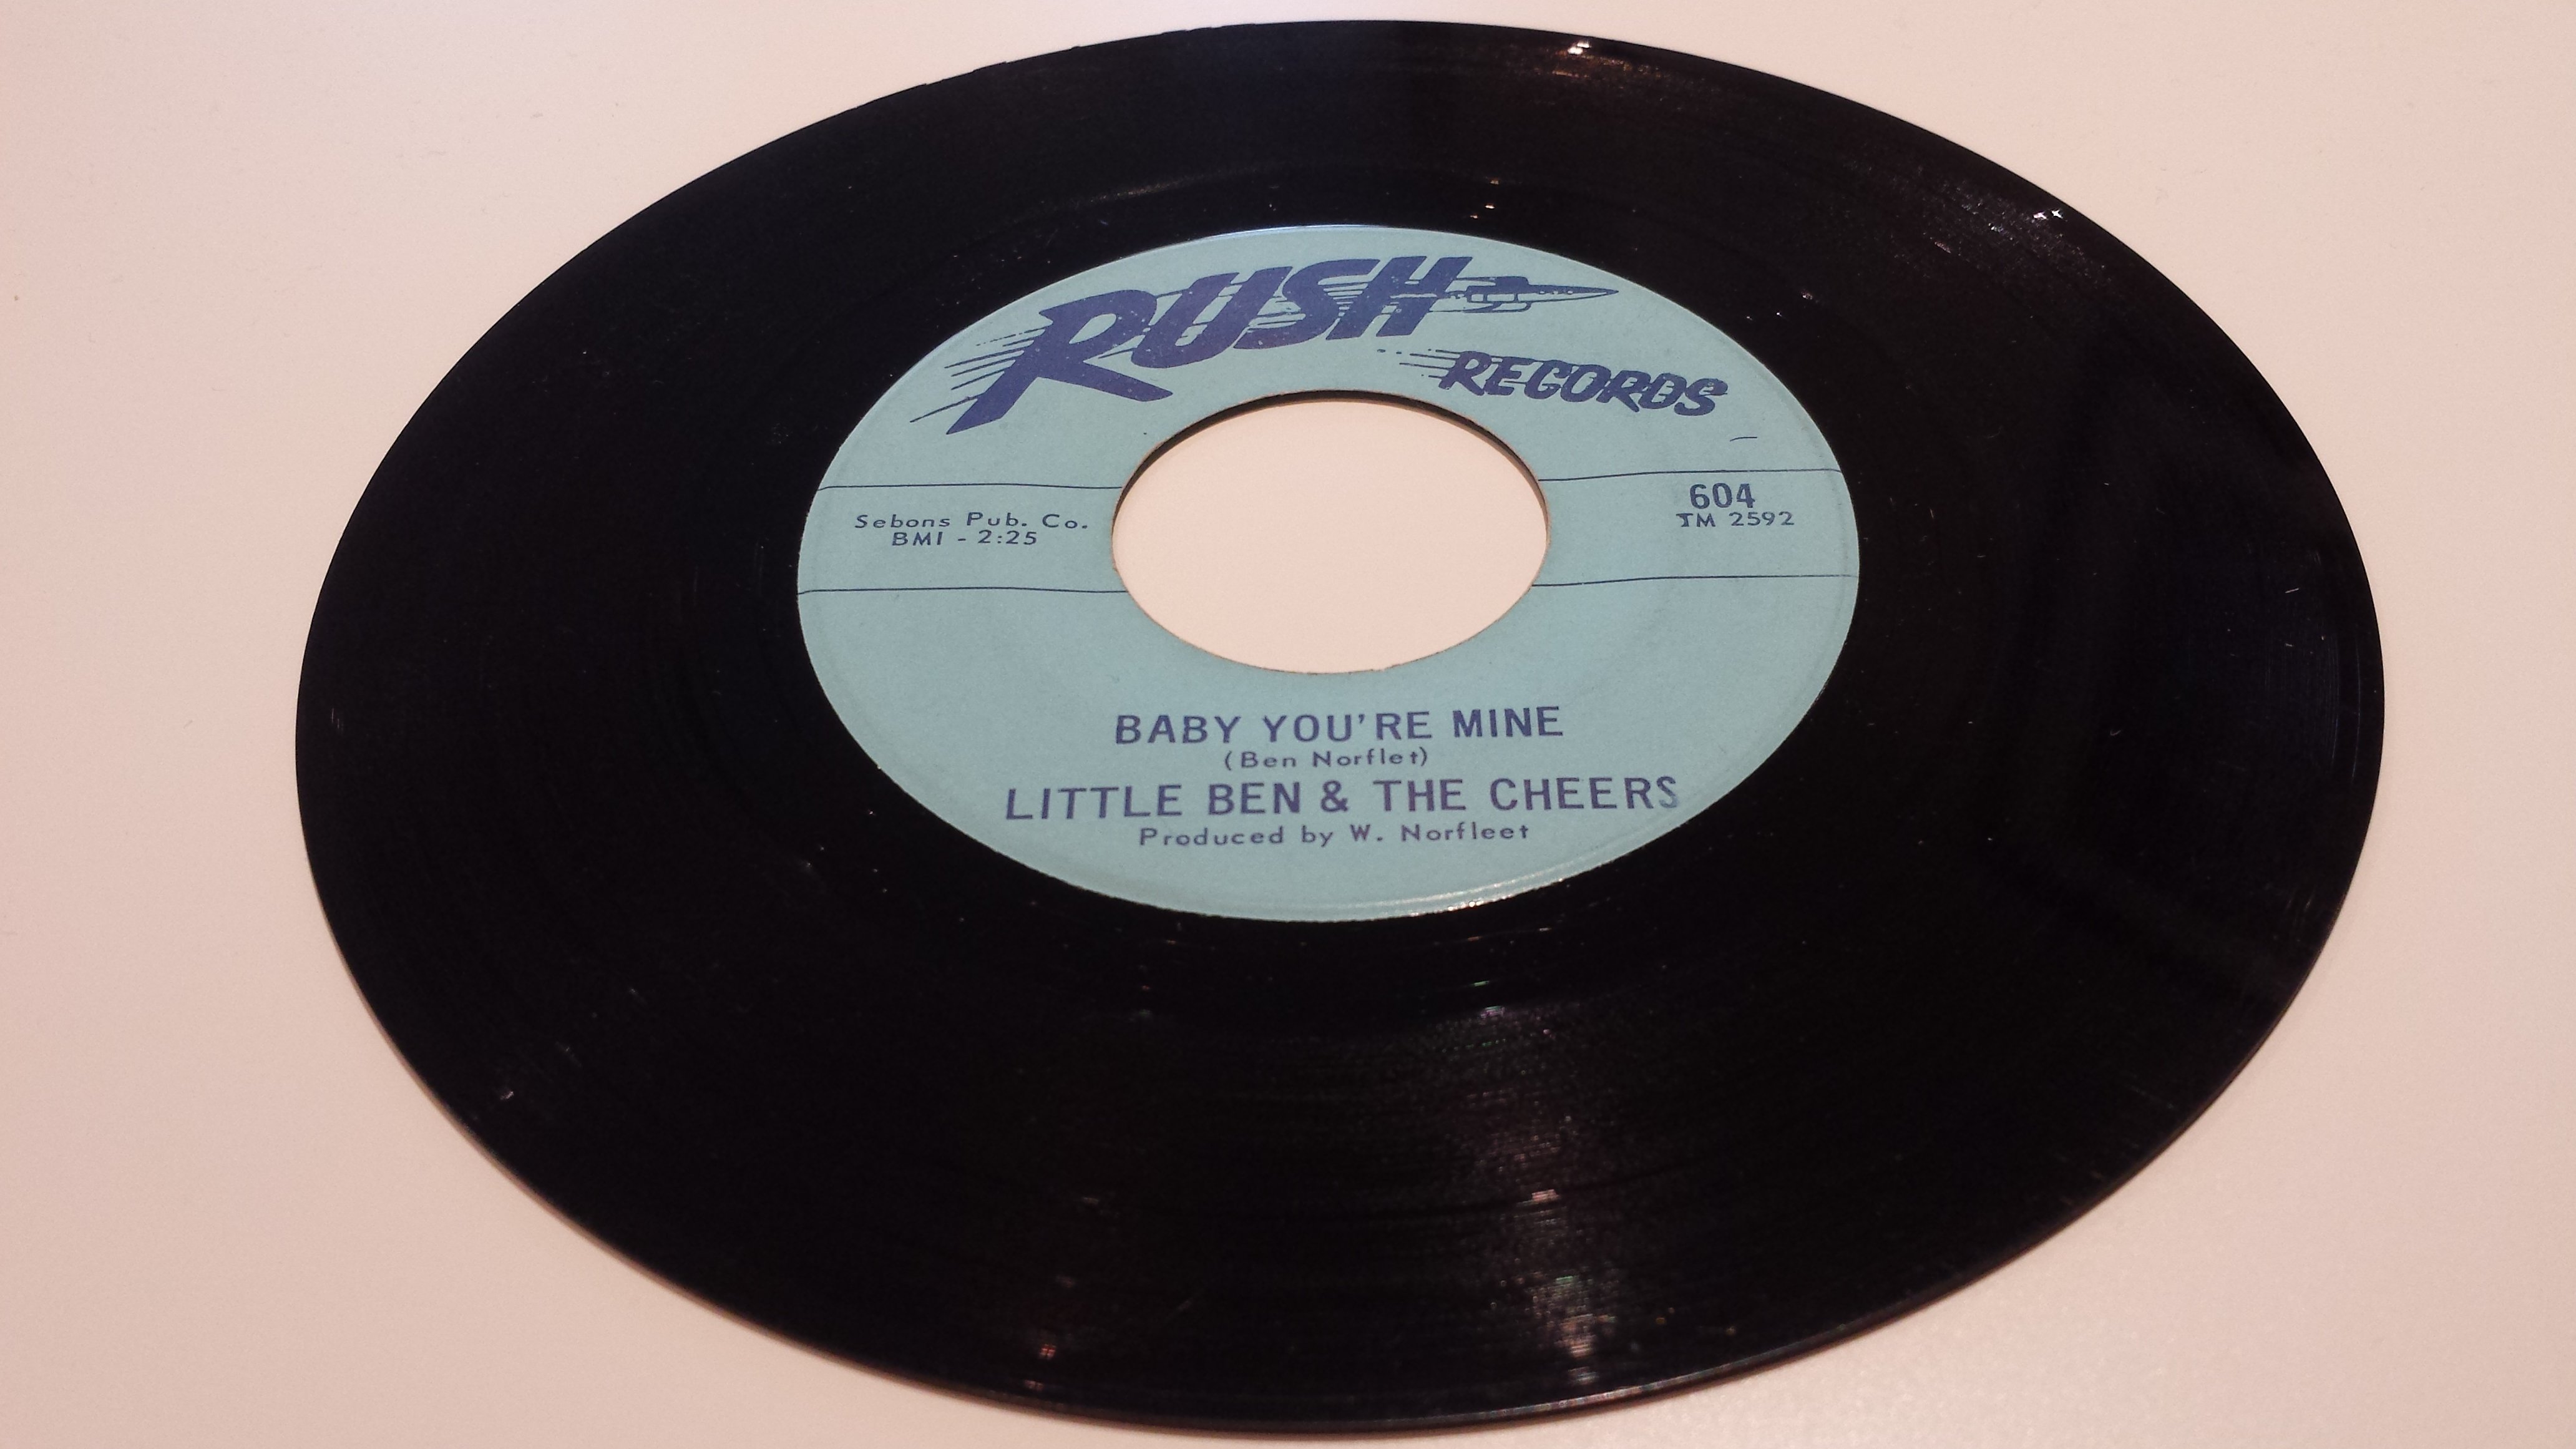 RUSH
RECORDS
Sebons Pub. Co.
BMI - 2:25
604
TM 2592
BABY YOU'RE MINE
(Ben Norflet)
LITTLE BEN & THE CHEERS
Produced by W. Norfleet